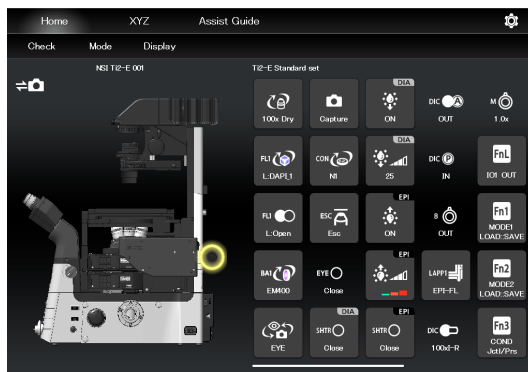 Home XYZ Assist Guide
Check Mode Display
NSI Ti2-E 001
Ti2-E Standard set
100x Dry
Capture
DIA
ON
DIC A
OUT
M
1.0x
FL1
L:DAPI_1
CON
N1
DIA
25
DIC P
IN
FnL
IO1 OUT
FL1
L:Open
ESC
Esc
EPI
ON
B
OUT
Fn1
MODE1
LOAD:SAVE
BA1
EM400
EYE
Close
EPI
LAPP1
EPI-FL
Fn2
MODE2
LOAD:SAVE
EYE
DIA
SHTR
Close
EPI
SHTR
Close
DIC
100xI-R
Fn3
COND
Jctl/Prs